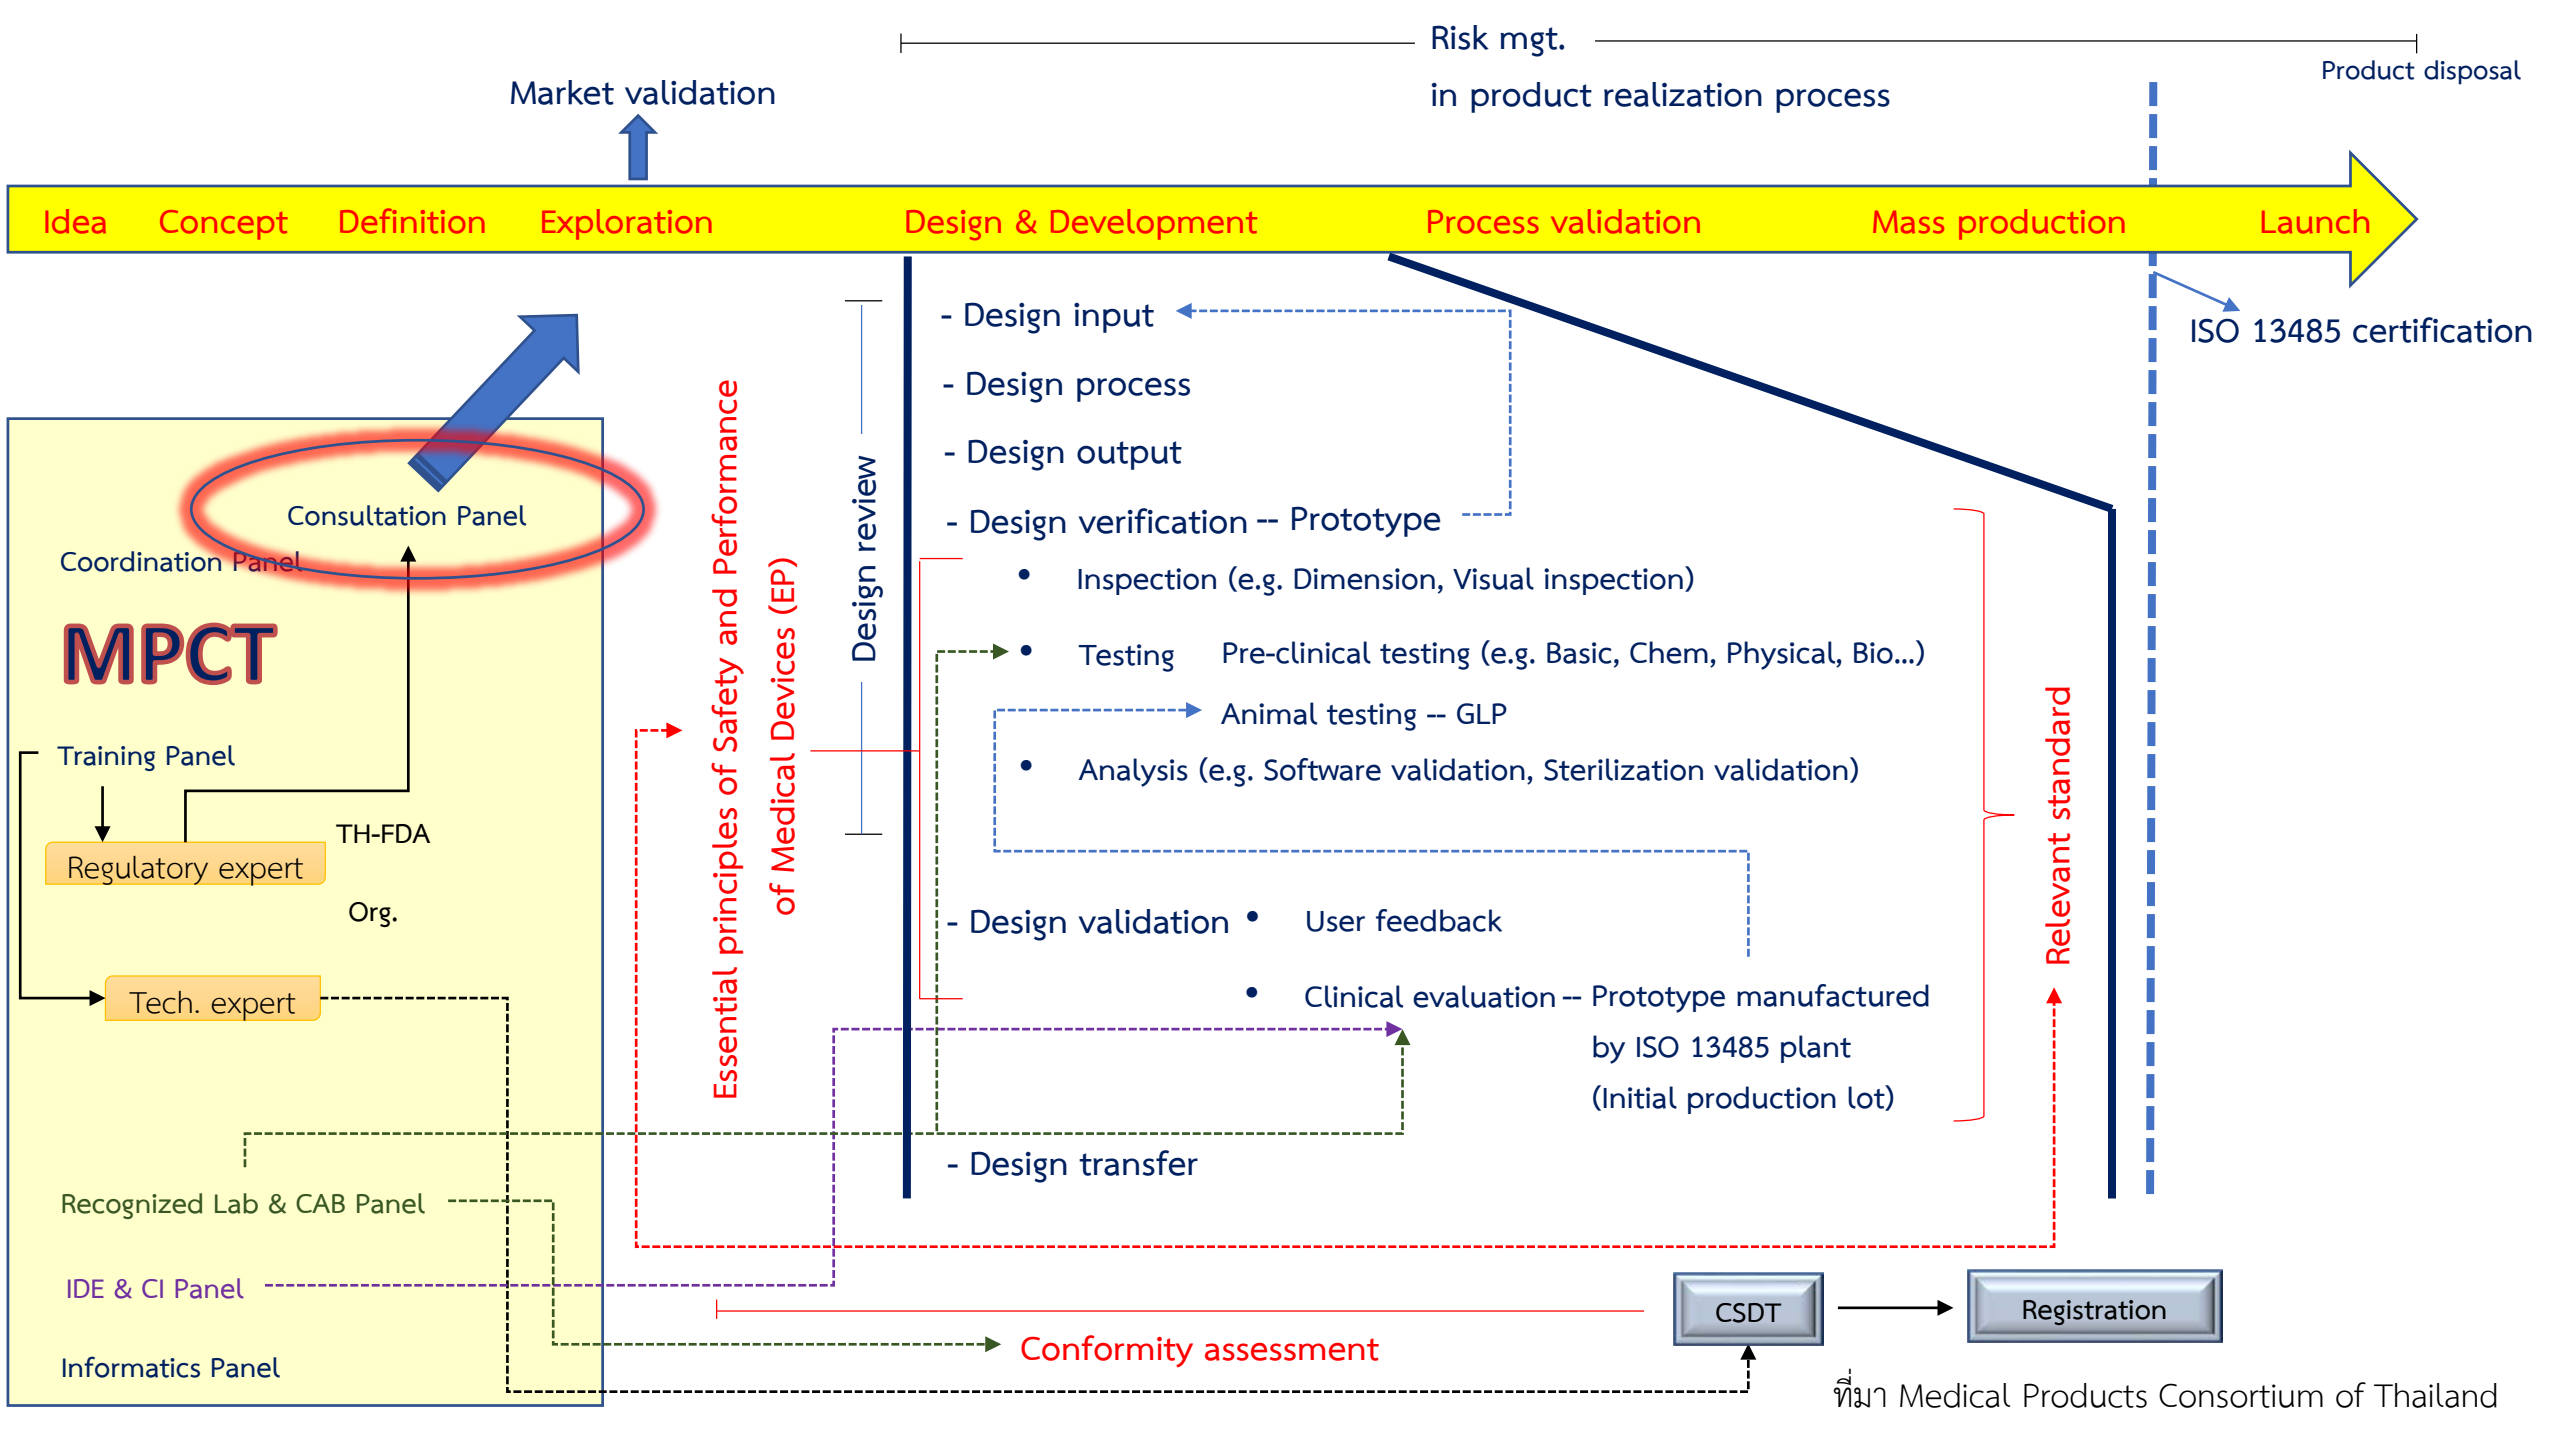 Risk mgt.
in product realization process
Product disposal
Market validation
Idea Concept Definition Exploration Design & Development Process validation Mass production Launch
ISO 13485 certification
Consultation Panel
Coordination Panel
MPCT
Training Panel
TH-FDA
Regulatory expert
Org.
Tech. expert
Recognized Lab & CAB Panel
IDE & CI Panel
Informatics Panel
Essential principles of Safety and Performance
of Medical Devices (EP)
Design review
- Design input
- Design process
- Design output
- Design verification -- Prototype
• Inspection (e.g. Dimension, Visual inspection)
• Testing Pre-clinical testing (e.g. Basic, Chem, Physical, Bio...)
Animal testing -- GLP
• Analysis (e.g. Software validation, Sterilization validation)
- Design validation • User feedback
• Clinical evaluation -- Prototype manufactured
by ISO 13485 plant
(Initial production lot)
- Design transfer
Relevant standard
Conformity assessment
CSDT
Registration
ที่มา Medical Products Consortium of Thailand